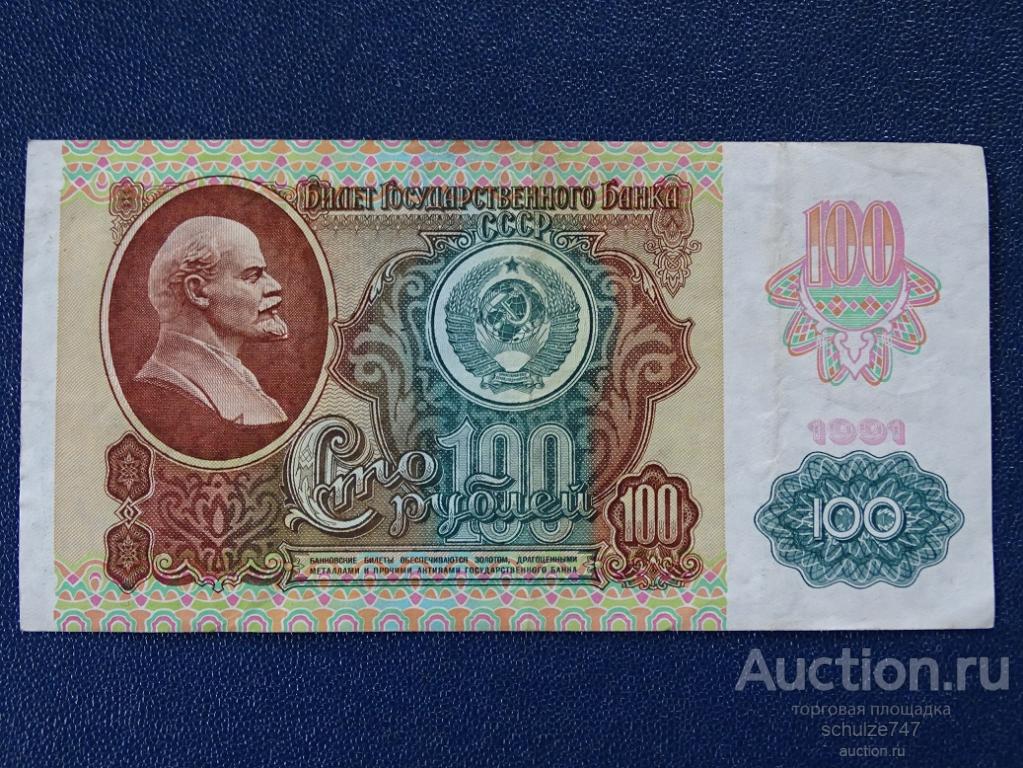 Билет Государственного Банка
СССР
100
1991
Сто 100
рублей
100
100
БАНКОВСКИЕ БИЛЕТЫ ОБЕСПЕЧИВАЮТСЯ ЗОЛОТОМ, ДРАГОЦЕННЫМИ
МЕТАЛЛАМИ И ПРОЧИМИ АКТИВАМИ ГОСУДАРСТВЕННОГО БАНКА
Auction.ru
торговая площадка
schulze747
auction.ru